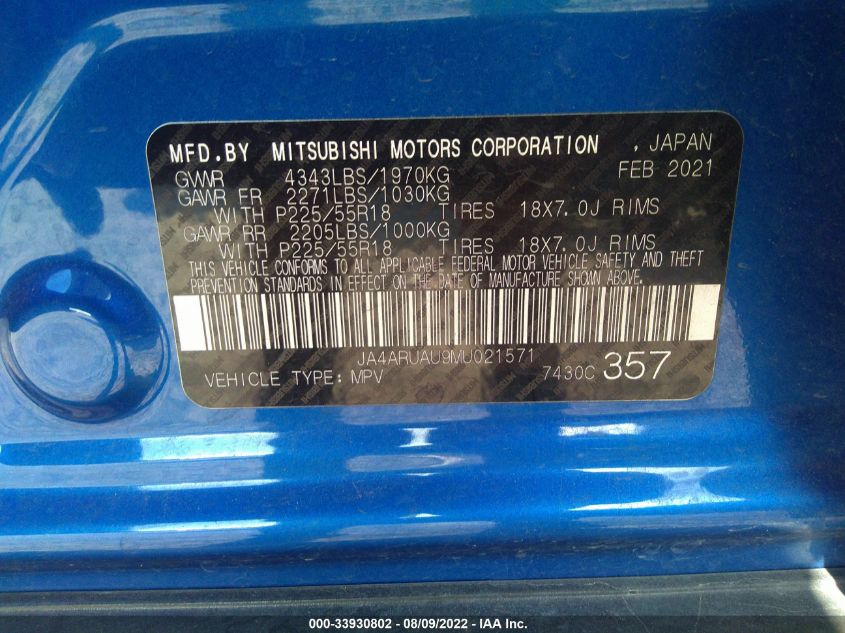 MFD.BY MITSUBISHI MOTORS CORPORATION , JAPAN
GVWR 4343LBS/1970KG FEB 2021
GAWR FR 2271LBS/1030KG
WITH P225/55R18 TIRES 18X7.0J RIMS
GAWR RR 2205LBS/1000KG
WITH P225/55R18 TIRES 18X7.0J RIMS
THIS VEHICLE CONFORMS TO ALL APPLICABLE FEDERAL MOTOR VEHICLE SAFETY AND THEFT
PREVENTION STANDARDS IN EFFECT ON THE DATE OF MANUFACTURE SHOWN ABOVE.
JA4ARUAU9MU021571
VEHICLE TYPE: MPV 7430C 357
000-33930802 - 08/09/2022 - IAA Inc.